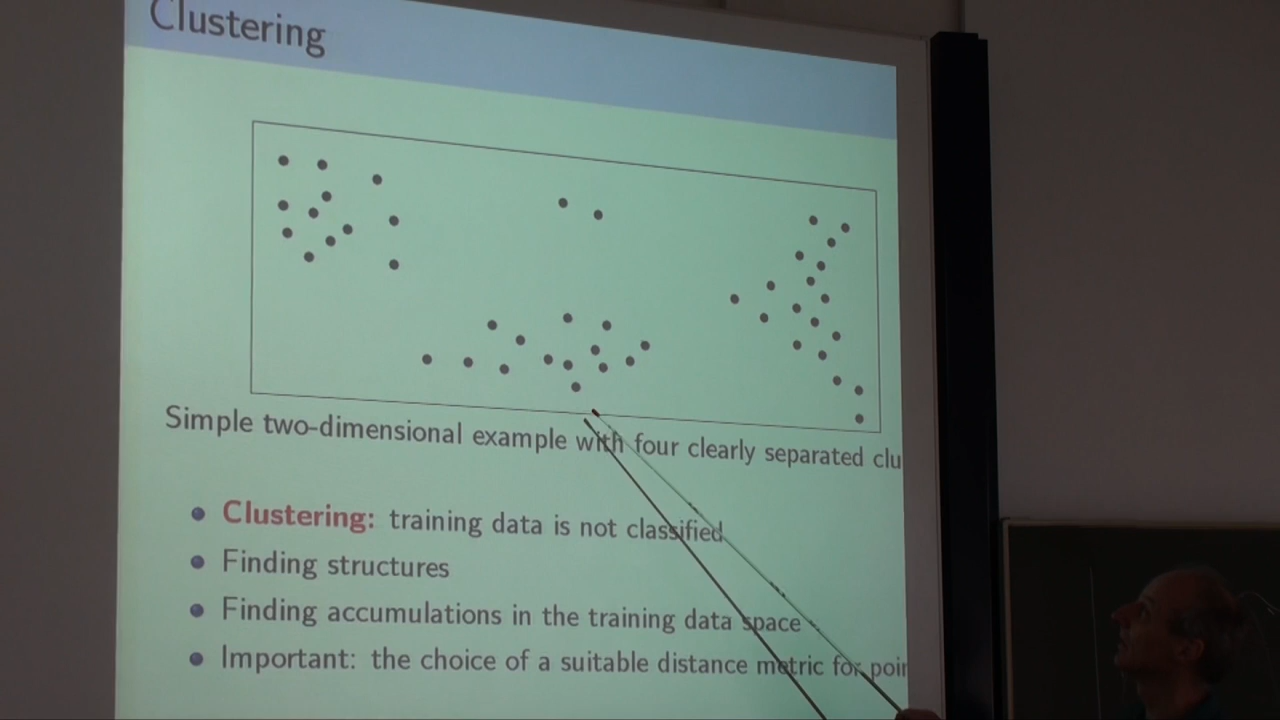 Clustering
Simple two-dimensional example with four clearly separated clu
Clustering: training data is not classified
Finding structures
Finding accumulations in the training data space
Important: the choice of a suitable distance metric for poin